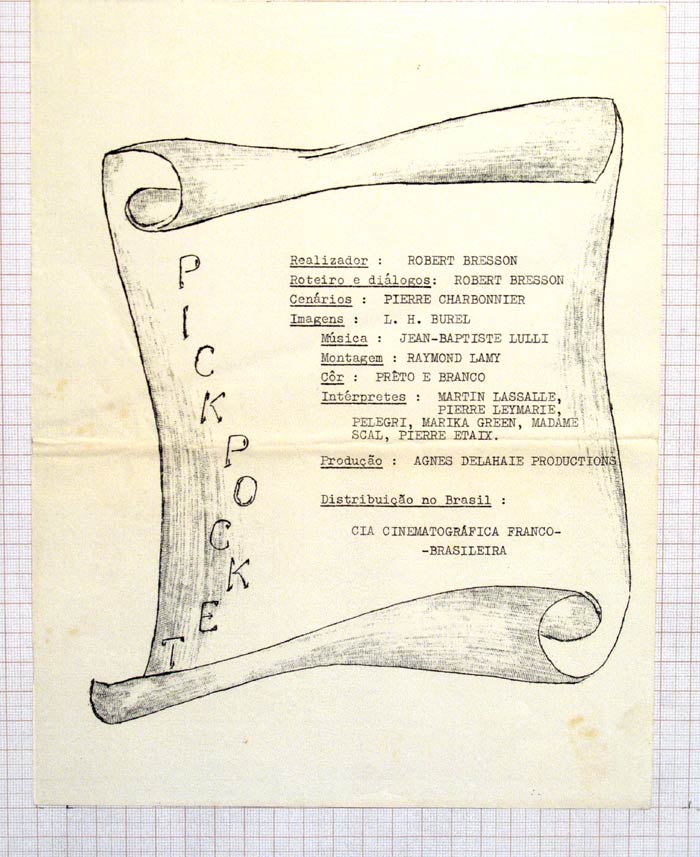 PICKPOCKET
Realizador : ROBERT BRESSON
Roteiro e diálogos: ROBERT BRESSON
Cenários : PIERRE CHARBONNIER
Imagens : L. H. BUREL
Música : JEAN-BAPTISTE LULLI
Montagem : RAYMOND LAMY
Côr : PRÊTO E BRANCO
Intérpretes : MARTIN LASSALLE,
PIERRE LEYMARIE,
PELEGRI, MARIKA GREEN, MADAME
SCAL, PIERRE ETAIX.
Produção : AGNES DELAHAIE PRODUCTIONS
Distribuição no Brasil :
CIA CINEMATOGRÁFICA FRANCO-
-BRASILEIRA